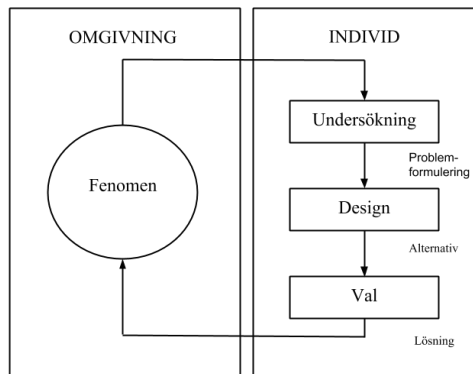 OMGIVNING
INDIVID
Fenomen
Undersökning
Problem-
formulering
Design
Alternativ
Val
Lösning